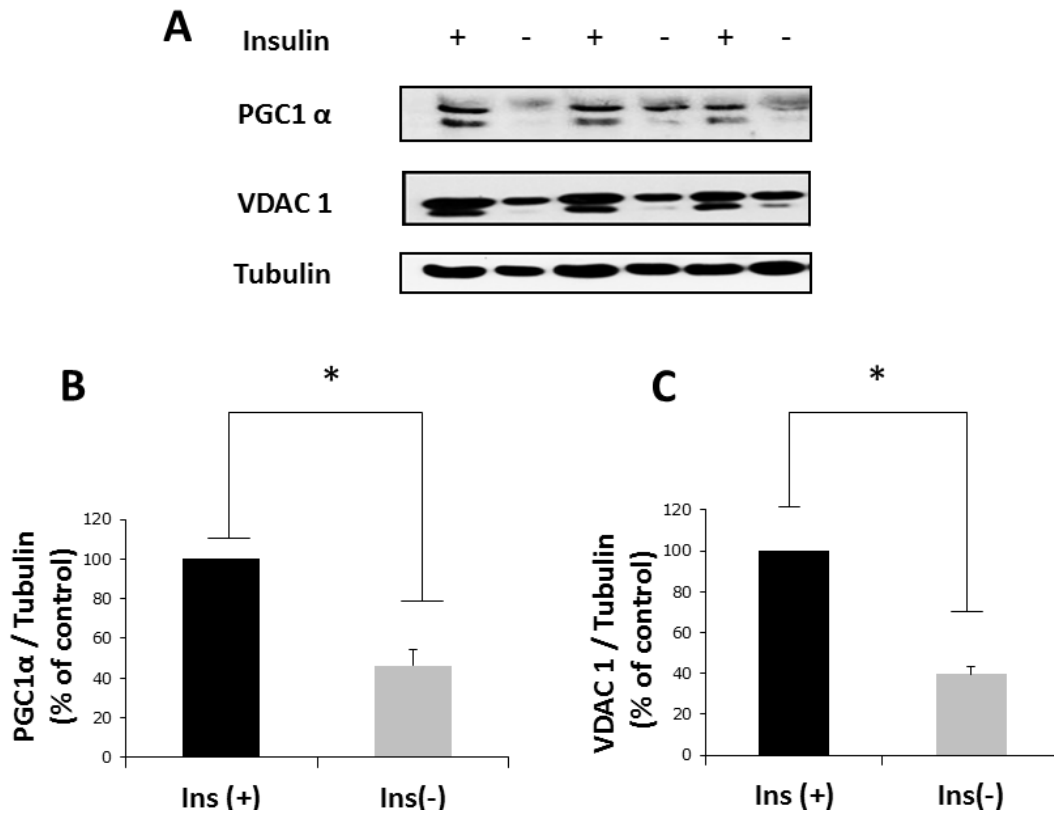 A
Insulin + - + - + -
PGC1 α
VDAC 1
Tubulin
B
*
PGC1α / Tubulin
(% of control)
120
100
80
60
40
20
0
Ins (+) Ins(-)
C
*
VDAC 1 / Tubulin
(% of control)
120
100
80
60
40
20
0
Ins (+) Ins(-)